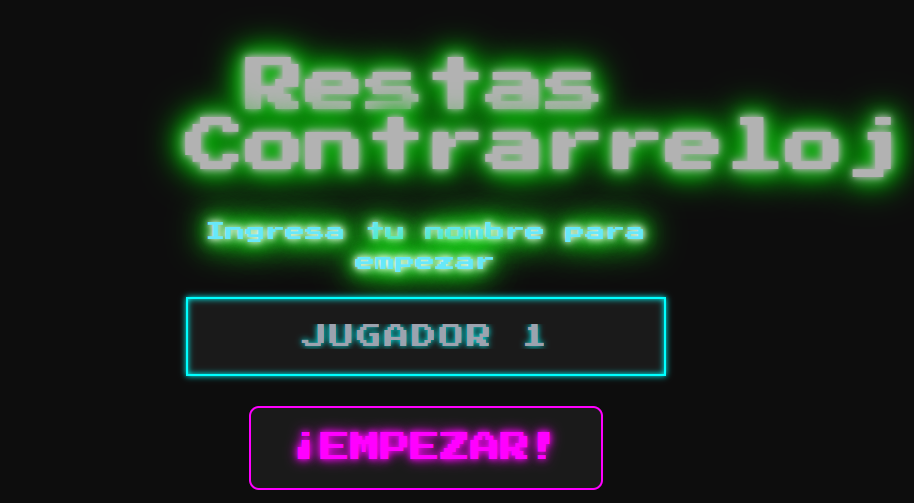 Restas
Contrarreloj
Ingresa tu nombre para
empezar
JUGADOR 1
¡EMPEZAR!